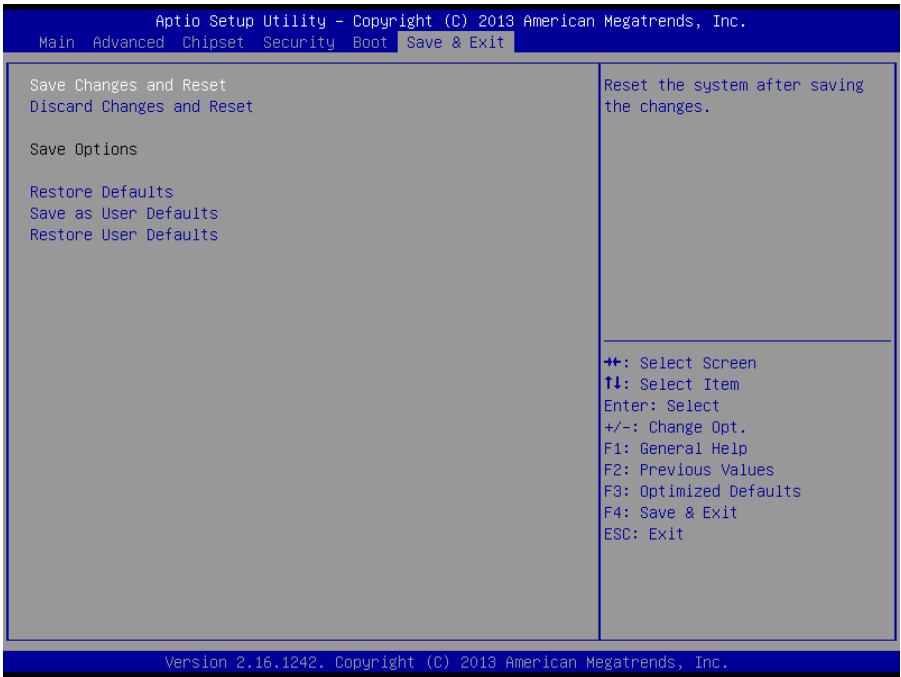 Aptio Setup Utility – Copyright (C) 2013 American Megatrends, Inc.
Main Advanced Chipset Security Boot Save & Exit
Save Changes and Reset
Discard Changes and Reset
Save Options
Restore Defaults
Save as User Defaults
Restore User Defaults
Reset the system after saving
the changes.
→←: Select Screen
↑↓: Select Item
Enter: Select
+/-: Change Opt.
F1: General Help
F2: Previous Values
F3: Optimized Defaults
F4: Save & Exit
ESC: Exit
Version 2.16.1242. Copyright (C) 2013 American Megatrends, Inc.